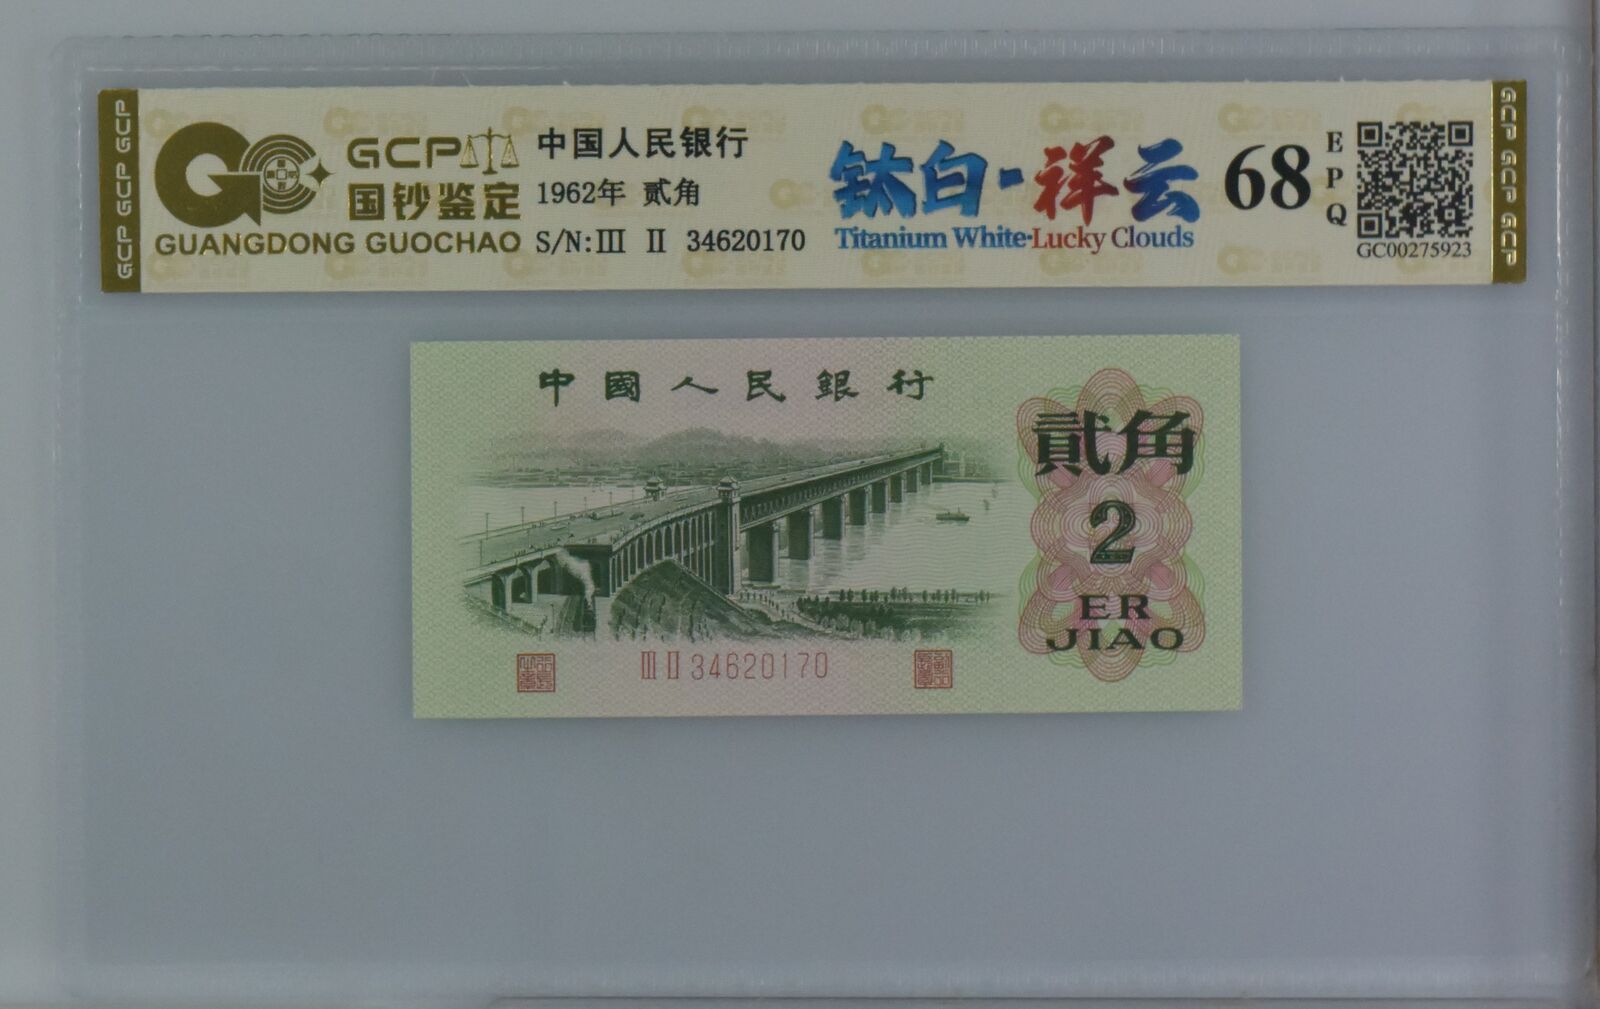 GCP GCP GCP
GCP
国钞鉴定
GUANGDONG GUOCHAO
中国人民银行
1962年 贰角
S/N:III II 34620170
钛白-祥云
Titanium White·Lucky Clouds
68
EPQ
GC00275923
GCP GCP GCP
中國人民銀行
貳角
2
ER
JIAO
III II 34620170